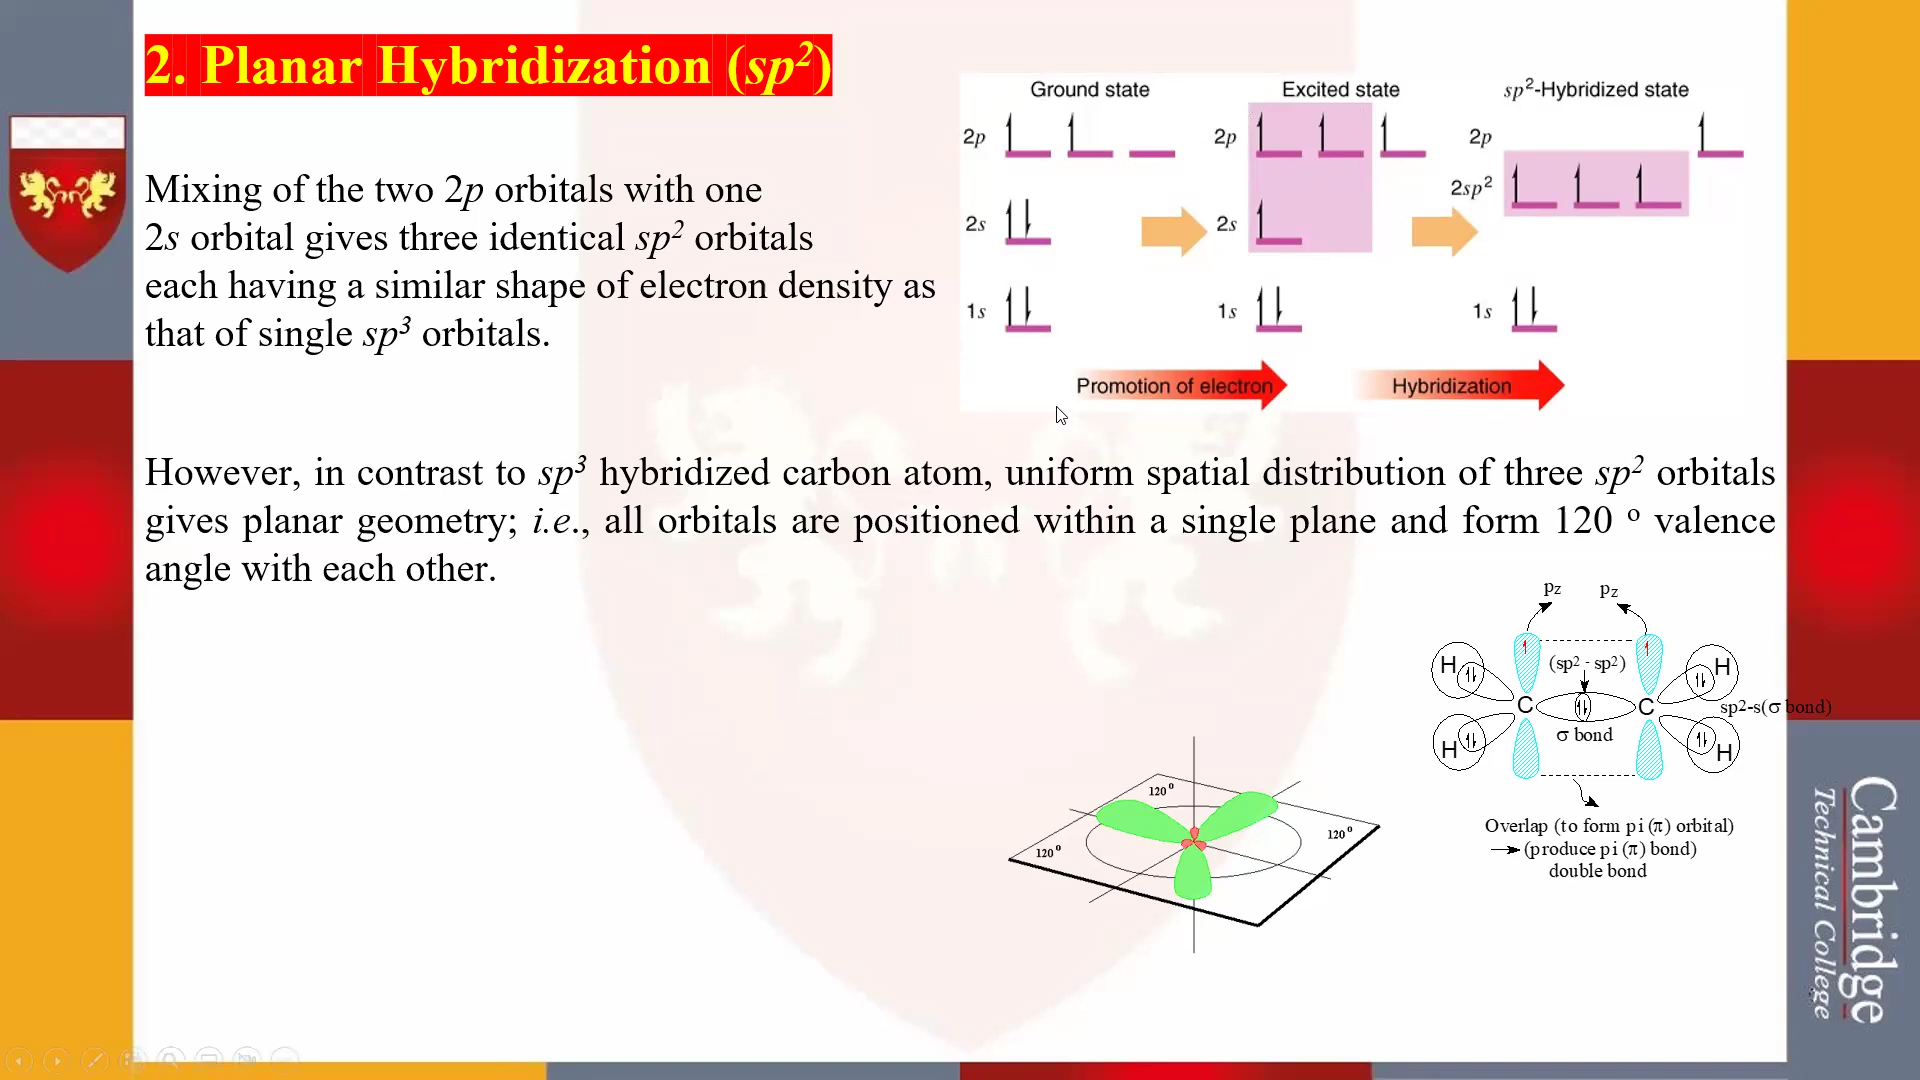 2. Planar Hybridization (sp²)
Mixing of the two 2p orbitals with one
2s orbital gives three identical sp² orbitals
each having a similar shape of electron density as
that of single sp³ orbitals.
Ground state
2p
2s
1s
Excited state
2p
2s
1s
sp²-Hybridized state
2p
2sp²
1s
Promotion of electron
Hybridization
However, in contrast to sp³ hybridized carbon atom, uniform spatial distribution of three sp² orbitals
gives planar geometry; i.e., all orbitals are positioned within a single plane and form 120 ° valence
angle with each other.
120°
120°
120°
pz pz
H (sp2 - sp2) H
C C sp2-s(σ bond)
H σ bond H
Overlap (to form pi (π) orbital)
→ (produce pi (π) bond)
double bond
Cambridge
Technical College